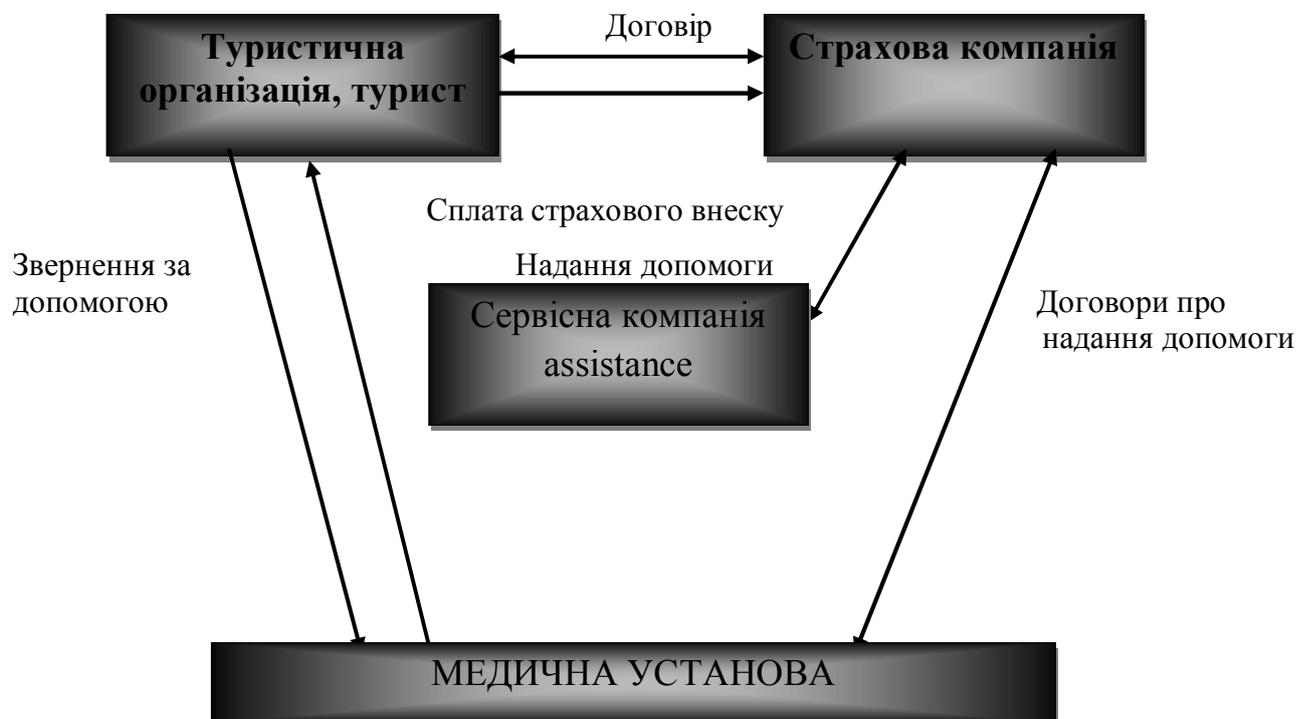 Договір
Туристична
організація, турист
Страхова компанія
Сплата страхового внеску
Звернення за
допомогою
Надання допомоги
Сервісна компанія
assistance
Договори про
надання допомоги
МЕДИЧНА УСТАНОВА